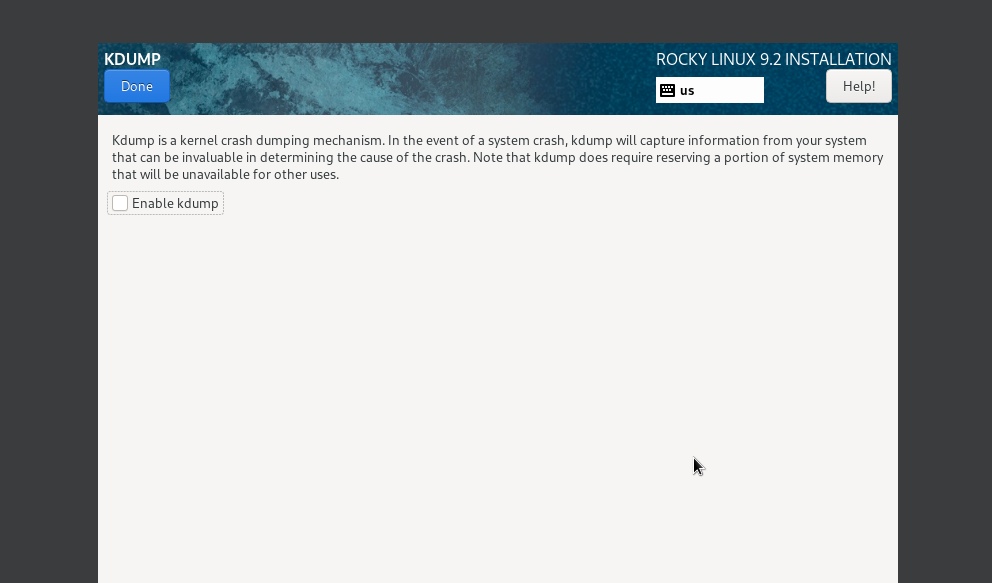 KDUMP
ROCKY LINUX 9.2 INSTALLATION
Done
us
Help!
Kdump is a kernel crash dumping mechanism. In the event of a system crash, kdump will capture information from your system
that can be invaluable in determining the cause of the crash. Note that kdump does require reserving a portion of system memory
that will be unavailable for other uses.
Enable kdump